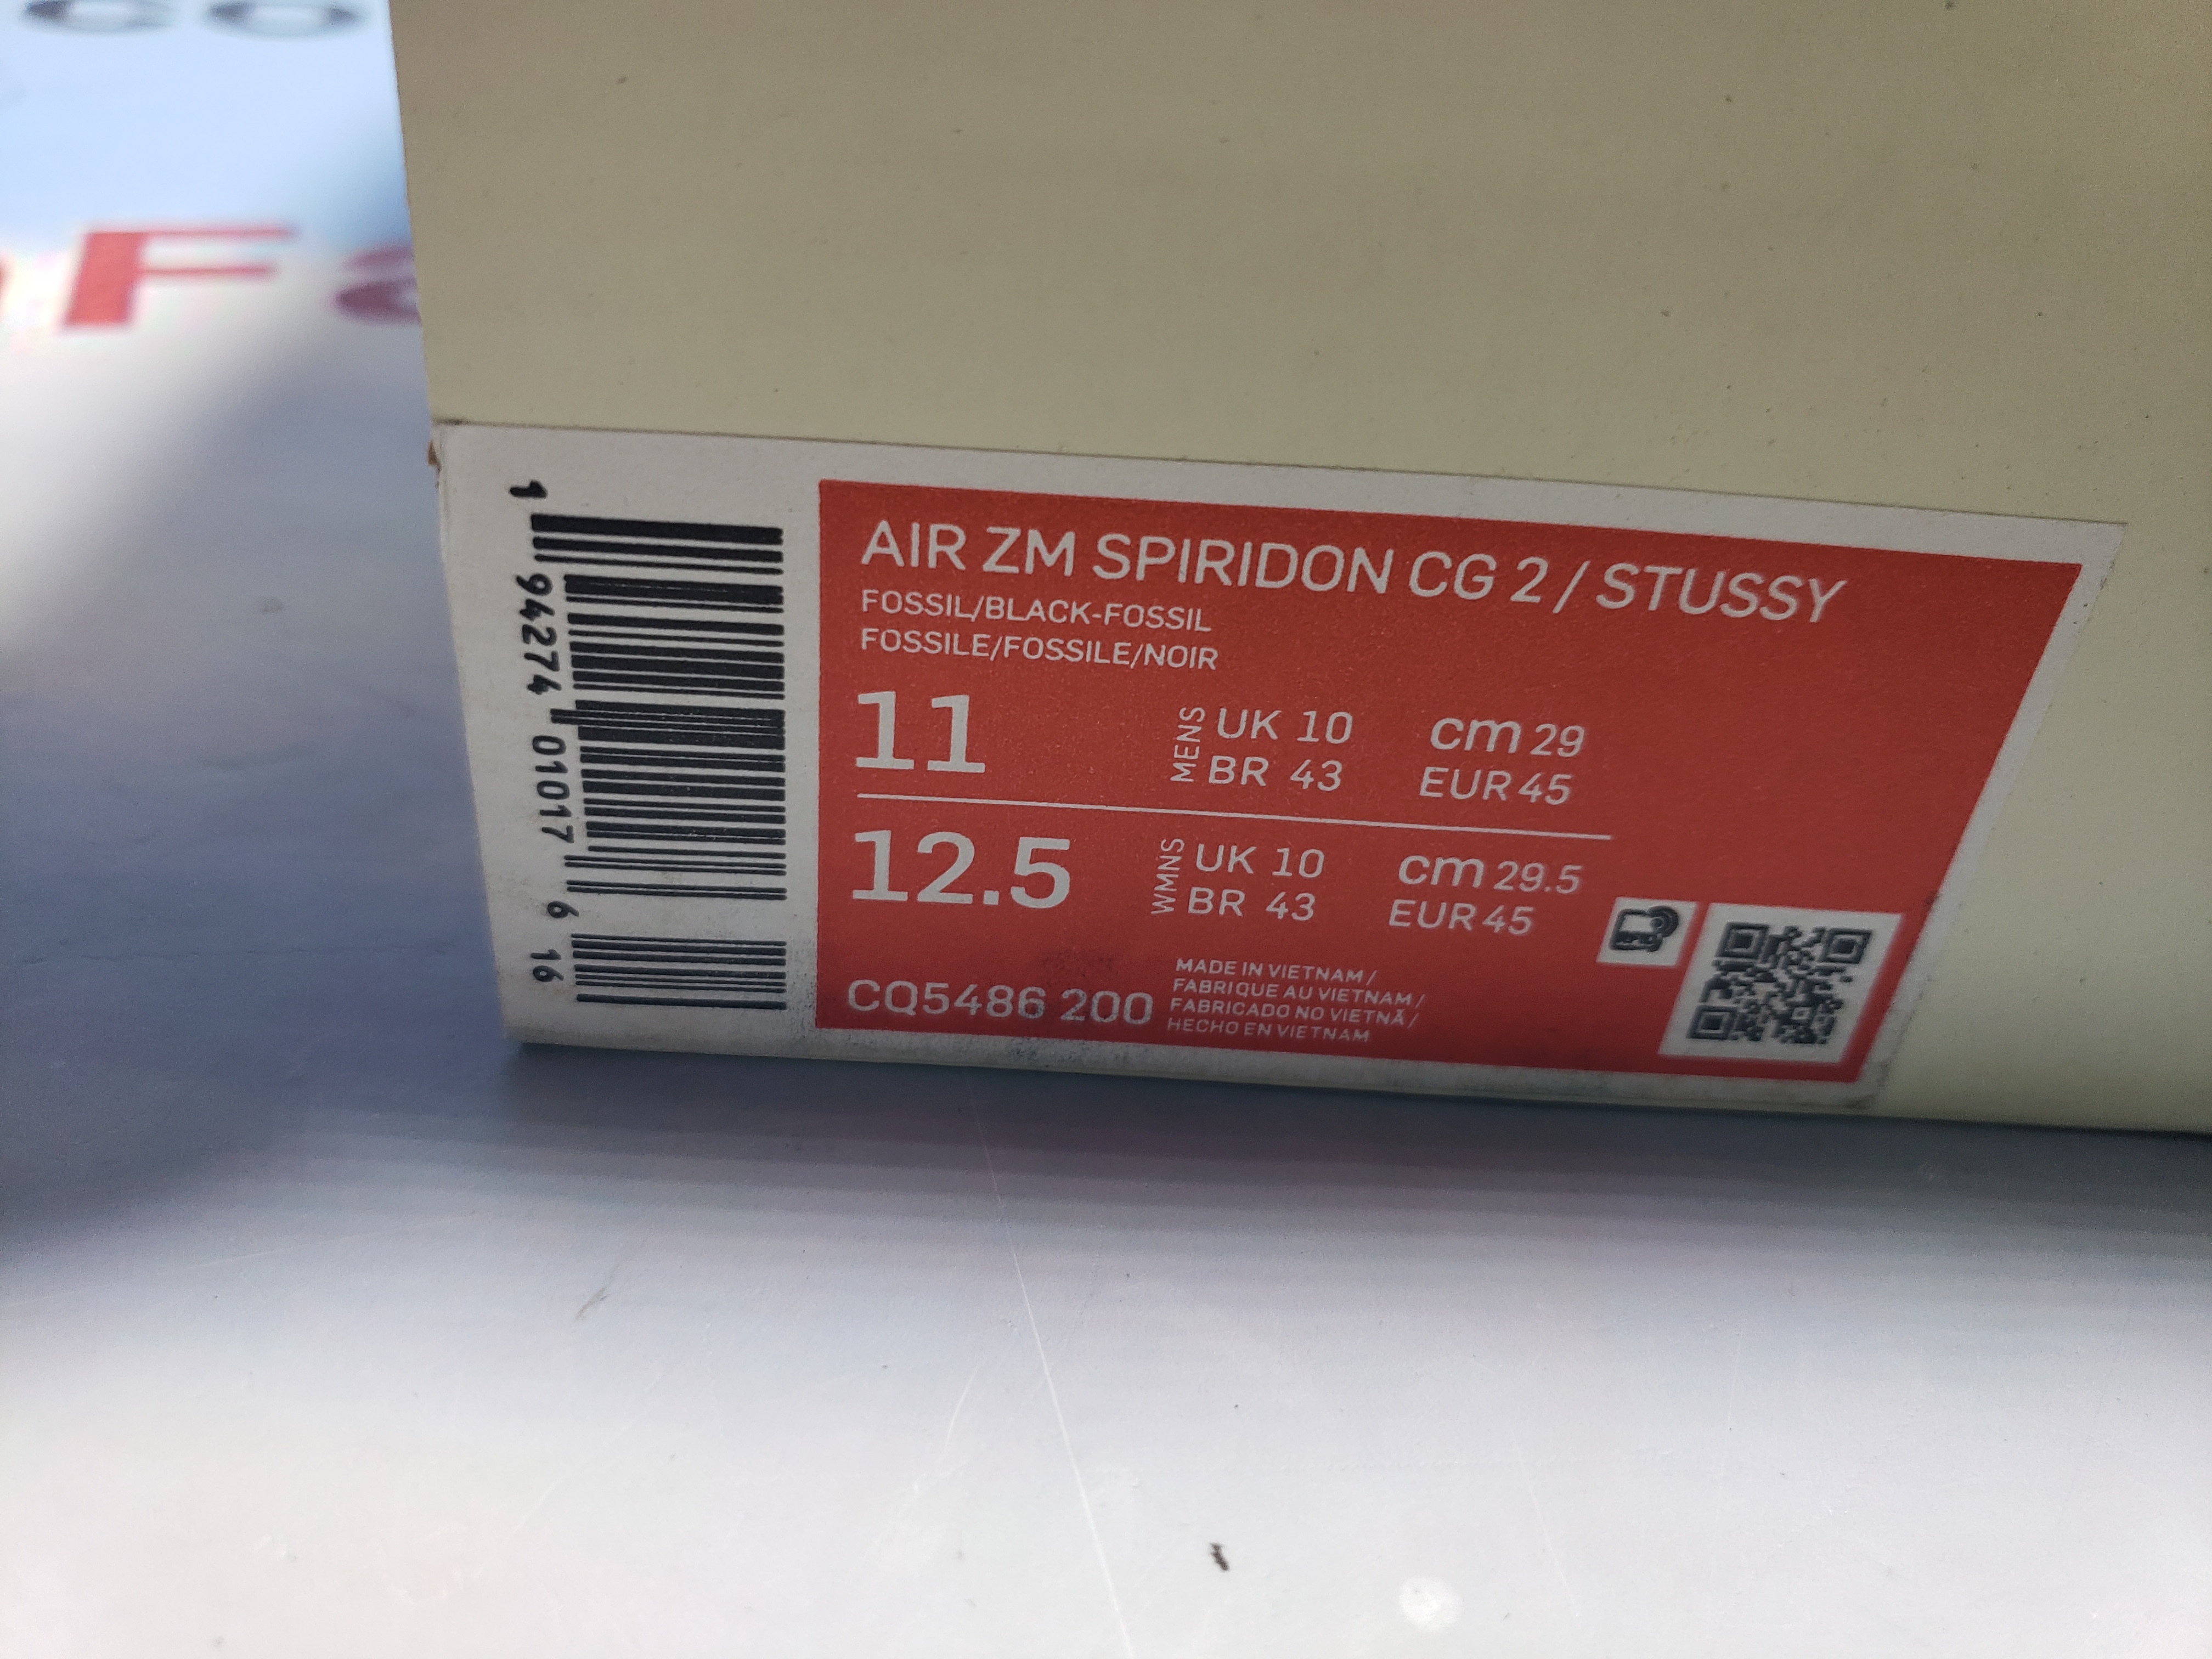 co
Fa
1 94274 01017 6 16
AIR ZM SPIRIDON CG 2 / STUSSY
FOSSIL/BLACK-FOSSIL
FOSSILE/FOSSILE/NOIR
11 MENS UK 10 cm 29
BR 43 EUR 45
12.5 WMNS UK 10 cm 29.5
BR 43 EUR 45
CQ5486 200
MADE IN VIETNAM /
FABRIQUE AU VIETNAM /
FABRICADO NO VIETNÃ /
HECHO EN VIETNAM